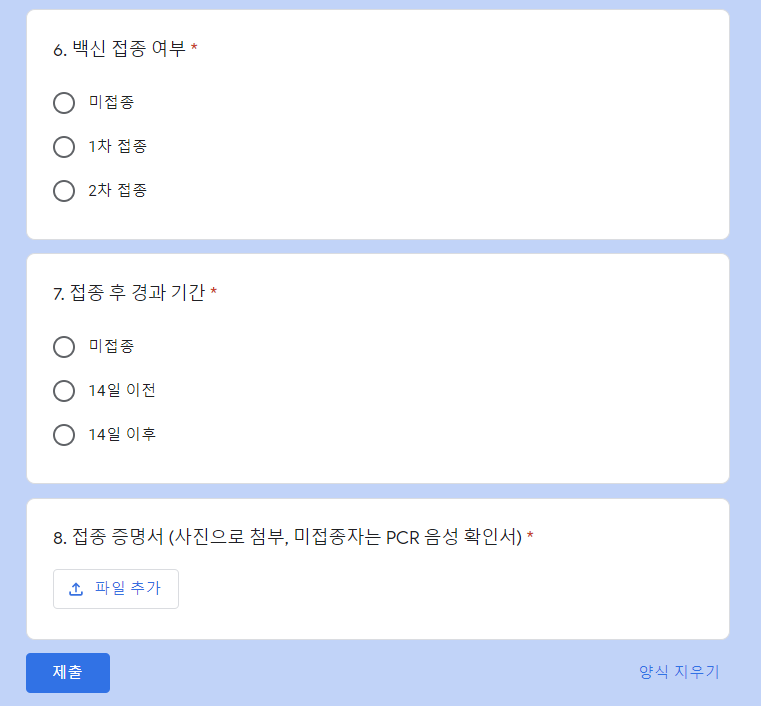 6. 백신 접종 여부 *
미접종
1차 접종
2차 접종
7. 접종 후 경과 기간 *
미접종
14일 이전
14일 이후
8. 접종 증명서 (사진으로 첨부, 미접종자는 PCR 음성 확인서) *
파일 추가
제출
양식 지우기